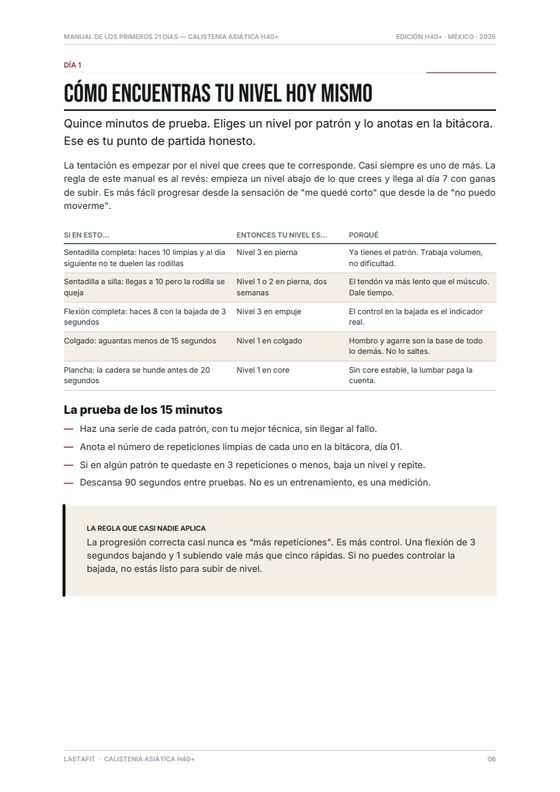 MANUAL DE LOS PRIMEROS 21 DÍAS — CALISTENIA ASIÁTICA H40+
EDICIÓN H40+ · MÉXICO · 2026
DÍA 1
CÓMO ENCUENTRAS TU NIVEL HOY MISMO
Quince minutos de prueba. Eliges un nivel por patrón y lo anotas en la bitácora.
Ese es tu punto de partida honesto.
La tentación es empezar por el nivel que crees que te corresponde. Casi siempre es uno de más. La
regla de este manual es al revés: empieza un nivel abajo de lo que crees y llega al día 7 con ganas
de subir. Es más fácil progresar desde la sensación de "me quedé corto" que desde la de "no puedo
moverme".
SI EN ESTO... ENTONCES TU NIVEL ES... PORQUÉ
Sentadilla completa: haces 10 limpias y al día
siguiente no te duelen las rodillas
Nivel 3 en pierna
Ya tienes el patrón. Trabaja volumen,
no dificultad.
Sentadilla a silla: llegas a 10 pero la rodilla se
queja
Nivel 1 o 2 en pierna, dos
semanas
El tendón va más lento que el músculo.
Dale tiempo.
Flexión completa: haces 8 con la bajada de 3
segundos
Nivel 3 en empuje
El control en la bajada es el indicador
real.
Colgado: aguantas menos de 15 segundos
Nivel 1 en colgado
Hombro y agarre son la base de todo
lo demás. No lo saltes.
Plancha: la cadera se hunde antes de 20
segundos
Nivel 1 en core
Sin core estable, la lumbar paga la
cuenta.
La prueba de los 15 minutos
— Haz una serie de cada patrón, con tu mejor técnica, sin llegar al fallo.
— Anota el número de repeticiones limpias de cada uno en la bitácora, día 01.
— Si en algún patrón te quedaste en 3 repeticiones o menos, baja un nivel y repite.
— Descansa 90 segundos entre pruebas. No es un entrenamiento, es una medición.
LA REGLA QUE CASI NADIE APLICA
La progresión correcta casi nunca es “más repeticiones”. Es más control. Una flexión de 3
segundos bajando y 1 subiendo vale más que cinco rápidas. Si no puedes controlar la
bajada, no estás listo para subir de nivel.
LASTAFIT · CALISTENIA ASIÁTICA H40+
06